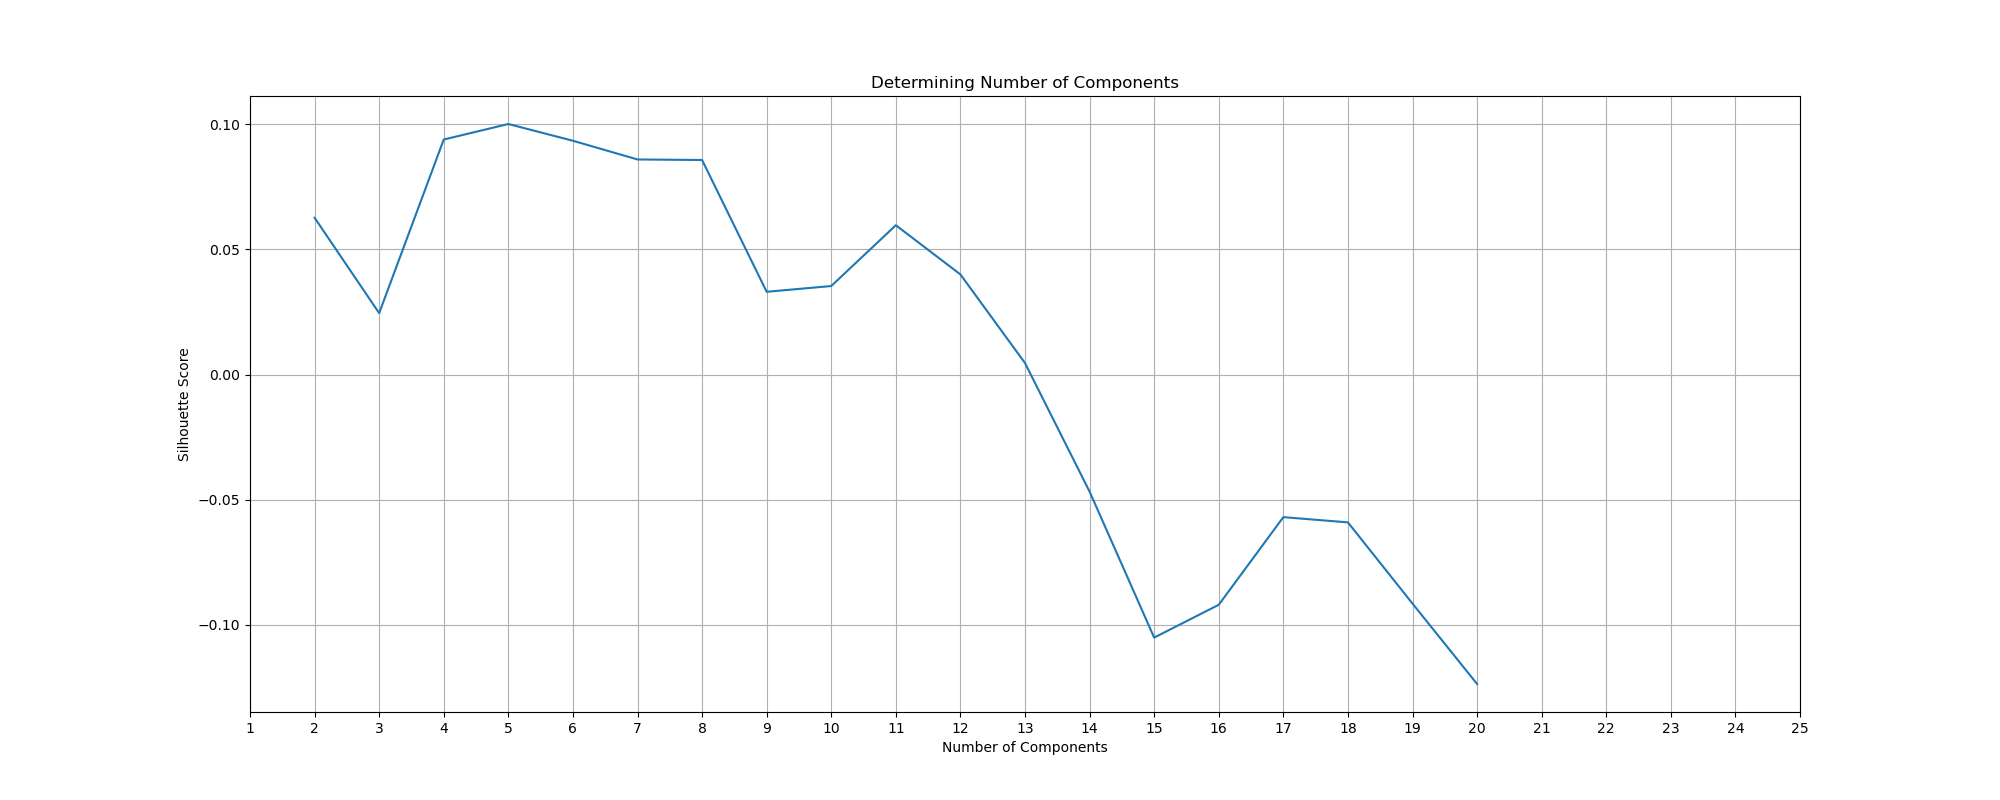 Determining Number of Components
0.10
0.05
0.00
−0.05
−0.10
Silhouette Score
1 2 3 4 5 6 7 8 9 10 11 12 13 14 15 16 17 18 19 20 21 22 23 24 25
Number of Components